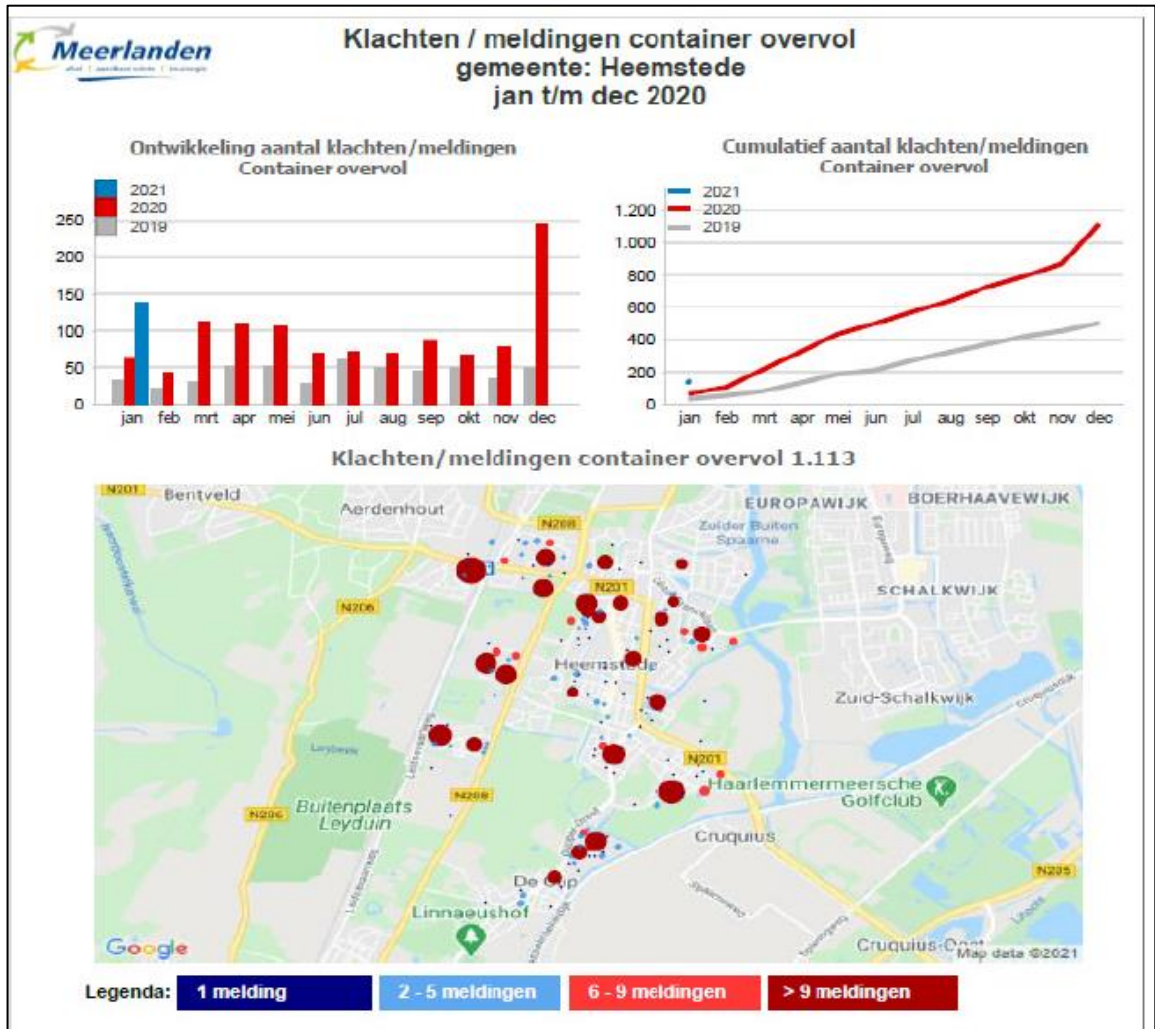 Meerlanden
Klachten / meldingen container overvol
gemeente: Heemstede
jan t/m dec 2020
Ontwikkeling aantal klachten/meldingen
Container overvol
2021
2020
2019
250
200
150
100
50
0
jan feb mrt apr mei jun jul aug sep okt nov dec
Cumulatief aantal klachten/meldingen
Container overvol
2021
2020
2019
1.200
1.000
800
600
400
200
0
jan feb mrt apr mei jun jul aug sep okt nov dec
Klachten/meldingen container overvol 1.113
N201
Bentveld
Aerdenhout
N208
EUROPAWIJK
BOERHAAVEWIJK
Zuider Buiten
Spaarne
N201
SCHALKWIJK
N206
Heemstede
Zuid-Schalkwijk
Cruquiusdijk
Leybeek
Leidsevaartweg
N201
Haarlemmermeersche
Golfclub
N208
Buitenplaats
Leyduin
N206
Cruquius
N205
De Glip
Linnaeushof
Google
Map data ©2021
Legenda:
1 melding
2 - 5 meldingen
6 - 9 meldingen
> 9 meldingen